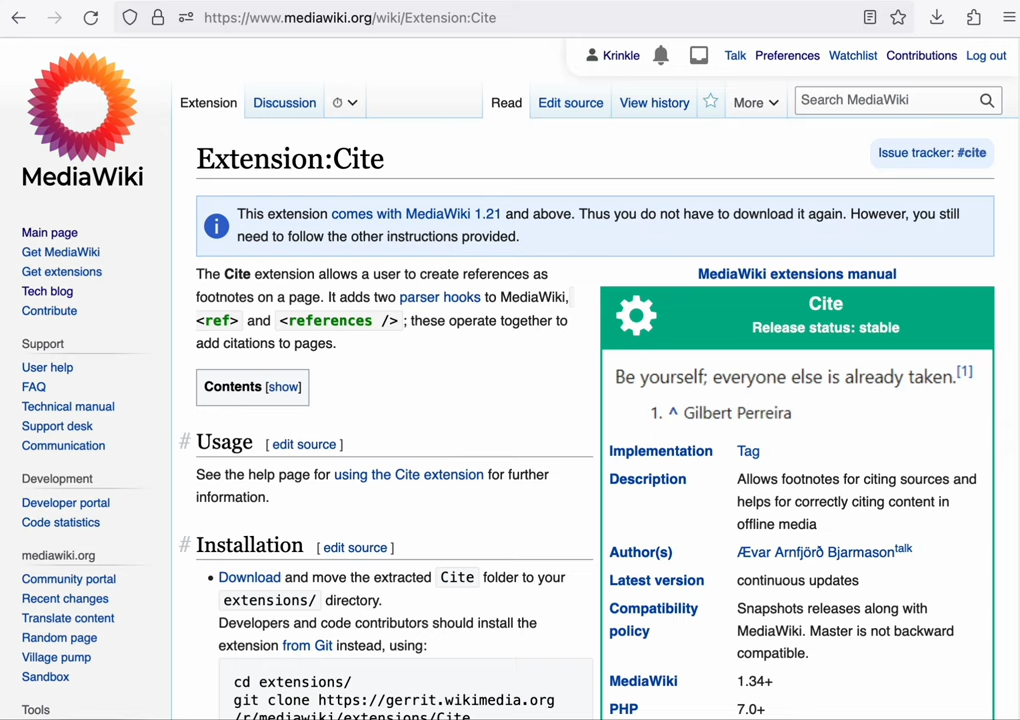 https://www.mediawiki.org/wiki/Extension:Cite
Krinkle
Talk
Preferences
Watchlist
Contributions
Log out
MediaWiki
Extension
Discussion
Read
Edit source
View history
More
Search MediaWiki
Main page
Get MediaWiki
Get extensions
Tech blog
Contribute
Support
User help
FAQ
Technical manual
Support desk
Communication
Development
Developer portal
Code statistics
mediawiki.org
Community portal
Recent changes
Translate content
Random page
Village pump
Sandbox
Tools
Extension:Cite
Issue tracker: #cite
This extension comes with MediaWiki 1.21 and above. Thus you do not have to download it again. However, you still
need to follow the other instructions provided.
The Cite extension allows a user to create references as
footnotes on a page. It adds two parser hooks to MediaWiki,
<ref> and <references />; these operate together to
add citations to pages.
Contents [show]
# Usage [ edit source ]
See the help page for using the Cite extension for further
information.
# Installation [ edit source ]
• Download and move the extracted Cite folder to your
extensions/ directory.
Developers and code contributors should install the
extension from Git instead, using:
cd extensions/
git clone https://gerrit.wikimedia.org
/r/mediawiki/extensions/Cite
MediaWiki extensions manual
Cite
Release status: stable
Be yourself; everyone else is already taken.[1]
1. ^ Gilbert Perreira
Implementation Tag
Description Allows footnotes for citing sources and
helps for correctly citing content in
offline media
Author(s) Ævar Arnfjörð Bjarmason talk
Latest version continuous updates
Compatibility Snapshots releases along with
policy MediaWiki. Master is not backward
compatible.
MediaWiki 1.34+
PHP 7.0+